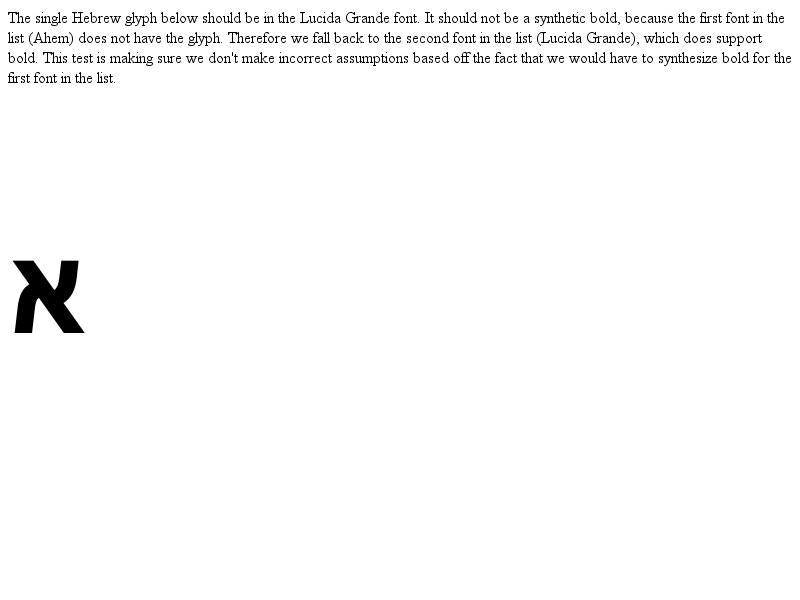 The single Hebrew glyph below should be in the Lucida Grande font. It should not be a synthetic bold, because the first font in the
list (Ahem) does not have the glyph. Therefore we fall back to the second font in the list (Lucida Grande), which does support
bold. This test is making sure we don't make incorrect assumptions based off the fact that we would have to synthesize bold for the
first font in the list.
א